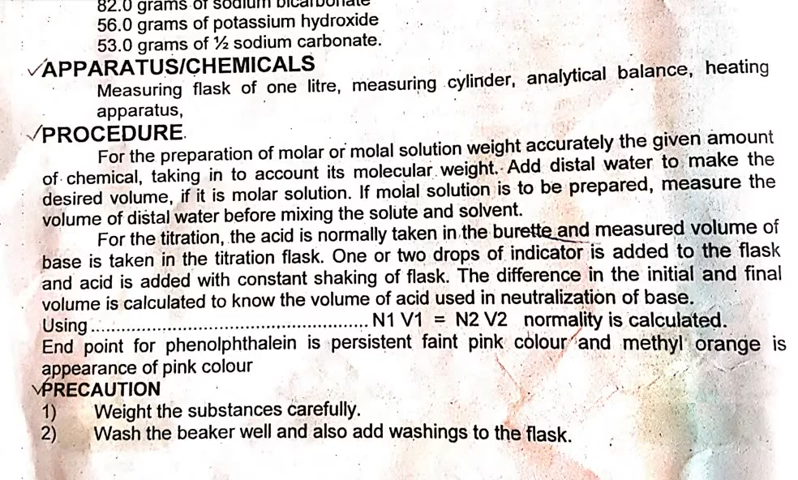 82.0 grams of sodium bicarbonate
56.0 grams of potassium hydroxide
53.0 grams of ½ sodium carbonate.
✓APPARATUS/CHEMICALS
Measuring flask of one litre, measuring cylinder, analytical balance, heating
apparatus,
✓PROCEDURE.
For the preparation of molar or molal solution weight accurately the given amount
of chemical, taking in to account its molecular weight. Add distal water to make the
desired volume, if it is molar solution. If molal solution is to be prepared, measure the
volume of distal water before mixing the solute and solvent.
For the titration, the acid is normally taken in the burette and measured volume of
base is taken in the titration flask. One or two drops of indicator is added to the flask
and acid is added with constant shaking of flask. The difference in the initial and final
volume is calculated to know the volume of acid used in neutralization of base.
Using ................................................ N1 V1 = N2 V2 normality is calculated.
End point for phenolphthalein is persistent faint pink colour and methyl orange is
appearance of pink colour
✓PRECAUTION
1) Weight the substances carefully.
2) Wash the beaker well and also add washings to the flask.